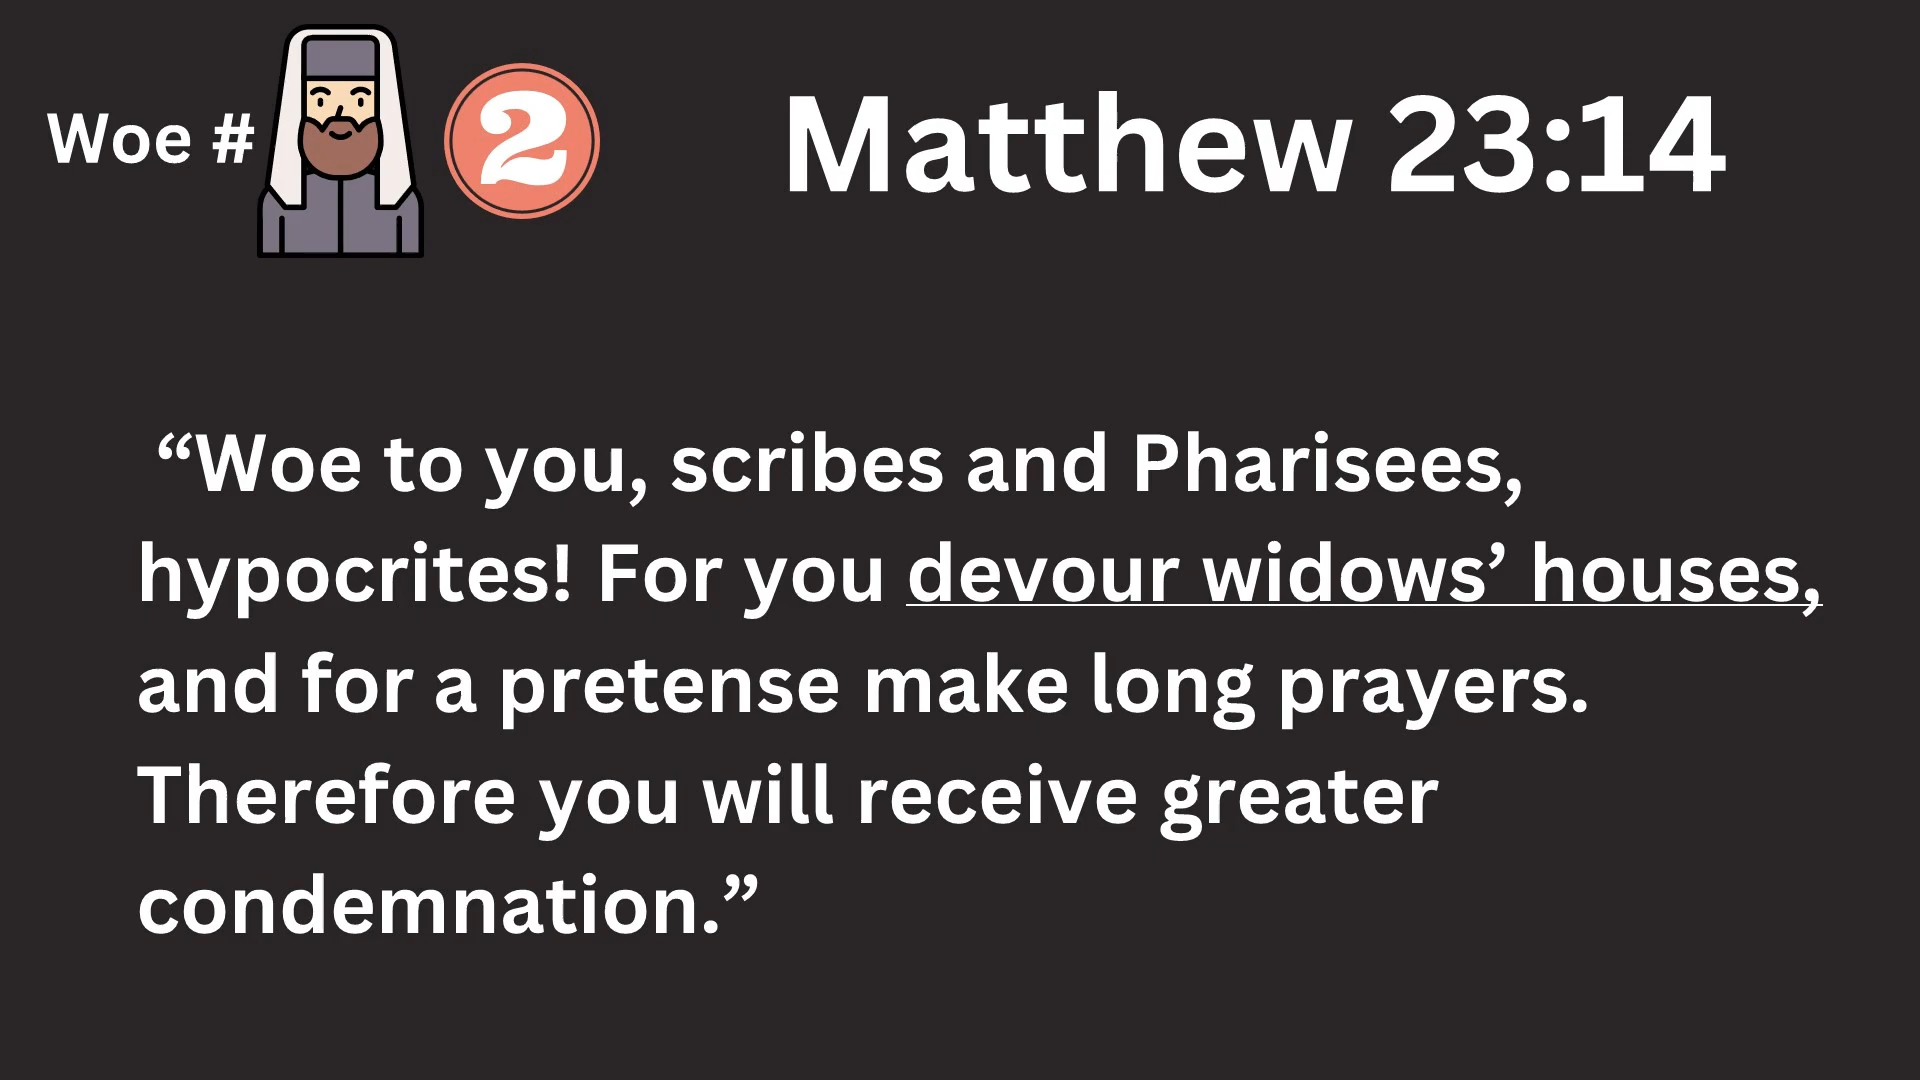 Woe # 2
Matthew 23:14
“Woe to you, scribes and Pharisees,
hypocrites! For you devour widows’ houses,
and for a pretense make long prayers.
Therefore you will receive greater
condemnation.”